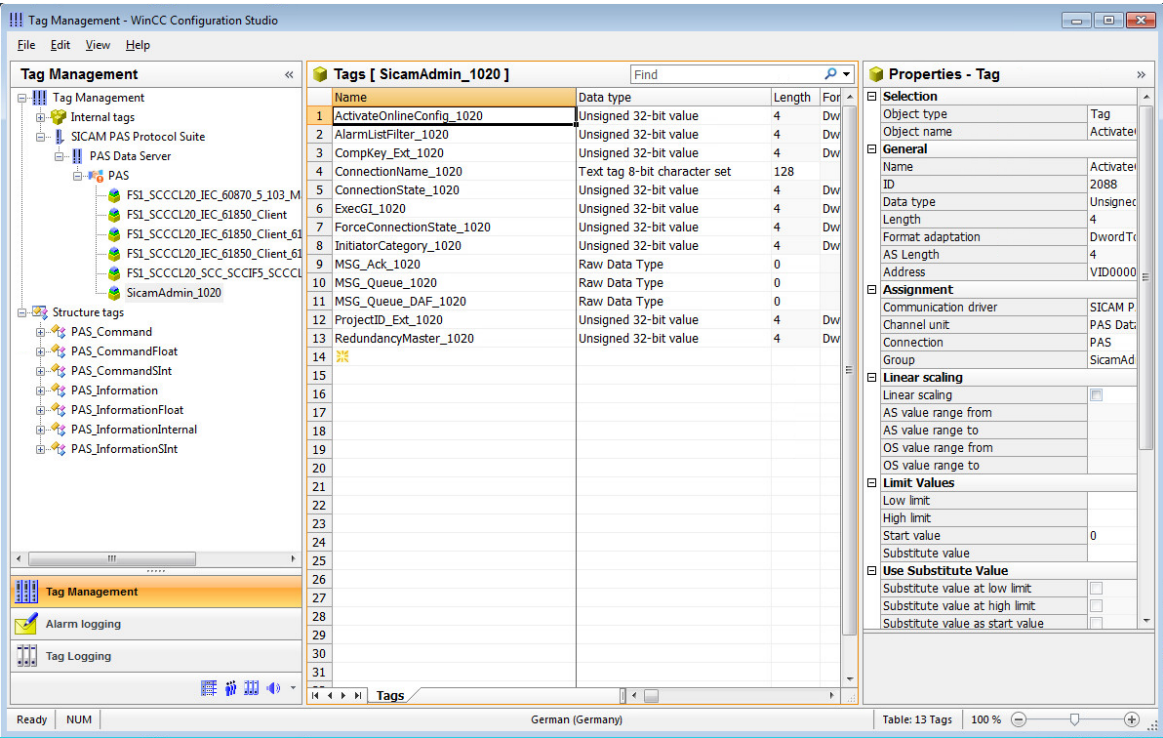 Tag Management - WinCC Configuration Studio
File Edit View Help
Tag Management «
Tag Management
Internal tags
SICAM PAS Protocol Suite
PAS Data Server
PAS
FS1_SCCCL20_IEC_60870_5_103_M
FS1_SCCCL20_IEC_61850_Client
FS1_SCCCL20_IEC_61850_Client_61
FS1_SCCCL20_IEC_61850_Client_61
FS1_SCCCL20_SCC_SCCIF5_SCCCL
SicamAdmin_1020
Structure tags
PAS_Command
PAS_CommandFloat
PAS_CommandSInt
PAS_Information
PAS_InformationFloat
PAS_InformationInternal
PAS_InformationSInt
Tag Management
Alarm logging
Tag Logging
Tags [ SicamAdmin_1020 ] Find
Name Data type Length For
1 ActivateOnlineConfig_1020 Unsigned 32-bit value 4 Dw
2 AlarmListFilter_1020 Unsigned 32-bit value 4 Dw
3 CompKey_Ext_1020 Unsigned 32-bit value 4 Dw
4 ConnectionName_1020 Text tag 8-bit character set 128
5 ConnectionState_1020 Unsigned 32-bit value 4 Dw
6 ExecGI_1020 Unsigned 32-bit value 4 Dw
7 ForceConnectionState_1020 Unsigned 32-bit value 4 Dw
8 InitiatorCategory_1020 Unsigned 32-bit value 4 Dw
9 MSG_Ack_1020 Raw Data Type 0
10 MSG_Queue_1020 Raw Data Type 0
11 MSG_Queue_DAF_1020 Raw Data Type 0
12 ProjectID_Ext_1020 Unsigned 32-bit value 4 Dw
13 RedundancyMaster_1020 Unsigned 32-bit value 4 Dw
14
15
16
17
18
19
20
21
22
23
24
25
26
27
28
29
30
31
Tags
Properties - Tag »
Selection
Object type Tag
Object name Activate
General
Name Activate
ID 2088
Data type Unsigned
Length 4
Format adaptation DwordTo
AS Length 4
Address VID0000
Assignment
Communication driver SICAM P
Channel unit PAS Data
Connection PAS
Group SicamAd
Linear scaling
Linear scaling
AS value range from
AS value range to
OS value range from
OS value range to
Limit Values
Low limit
High limit
Start value 0
Substitute value
Use Substitute Value
Substitute value at low limit
Substitute value at high limit
Substitute value as start value
Ready NUM German (Germany) Table: 13 Tags 100 %